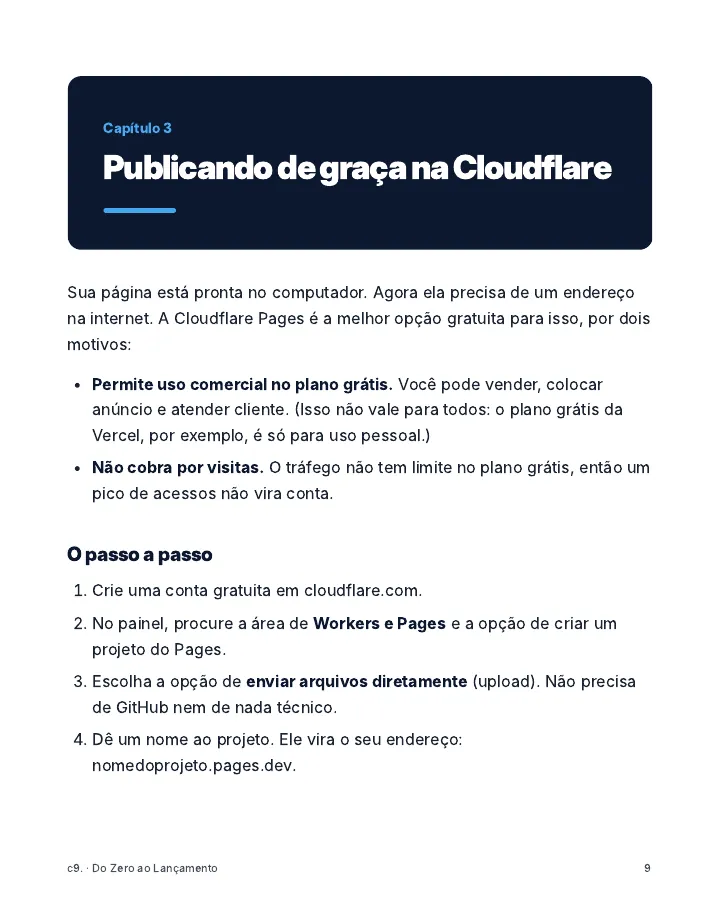 Capítulo 3
Publicando de graça na Cloudflare
Sua página está pronta no computador. Agora ela precisa de um endereço
na internet. A Cloudflare Pages é a melhor opção gratuita para isso, por dois
motivos:
• Permite uso comercial no plano grátis. Você pode vender, colocar
anúncio e atender cliente. (Isso não vale para todos: o plano grátis da
Vercel, por exemplo, é só para uso pessoal.)
• Não cobra por visitas. O tráfego não tem limite no plano grátis, então um
pico de acessos não vira conta.
O passo a passo
1. Crie uma conta gratuita em cloudflare.com.
2. No painel, procure a área de Workers e Pages e a opção de criar um
projeto do Pages.
3. Escolha a opção de enviar arquivos diretamente (upload). Não precisa
de GitHub nem de nada técnico.
4. Dê um nome ao projeto. Ele vira o seu endereço:
nomedoprojeto.pages.dev.
c9. · Do Zero ao Lançamento
9